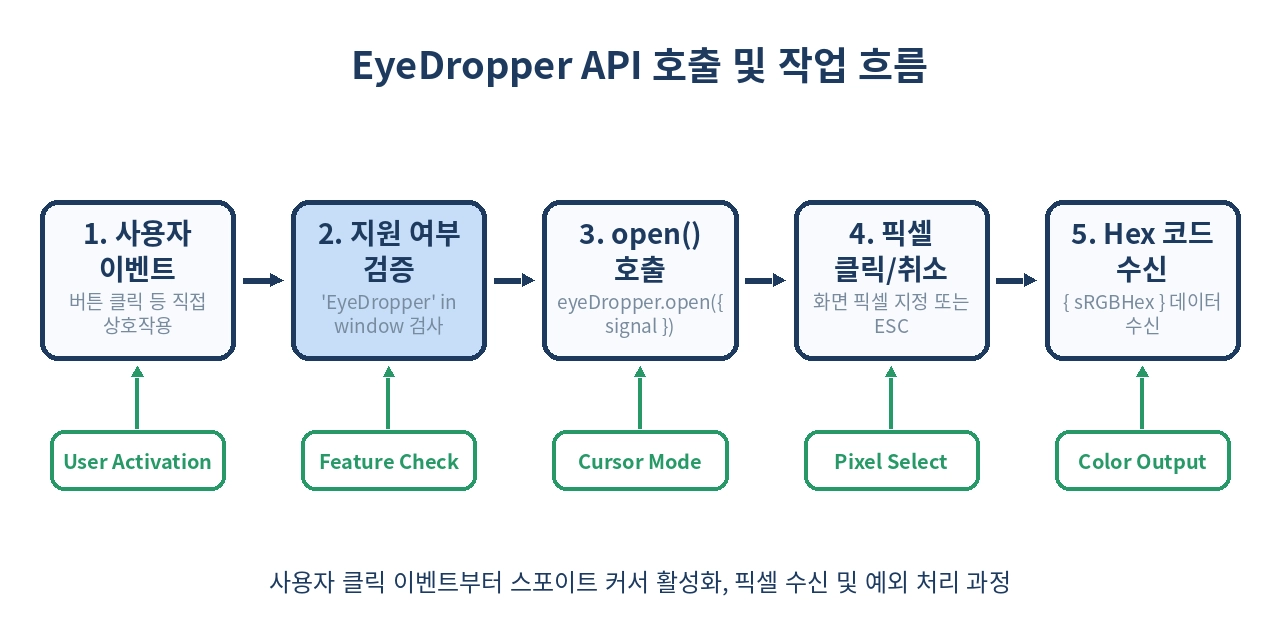 EyeDropper API 호출 및 작업 흐름
1. 사용자
이벤트
버튼 클릭 등 직접
상호작용
2. 지원 여부
검증
'EyeDropper' in
window 검사
3. open()
호출
eyeDropper.open({
signal })
4. 픽셀
클릭/취소
화면 픽셀 지정 또는
ESC
5. Hex 코드
수신
{ sRGBHex } 데이터
수신
User Activation
Feature Check
Cursor Mode
Pixel Select
Color Output
사용자 클릭 이벤트부터 스포이트 커서 활성화, 픽셀 수신 및 예외 처리 과정